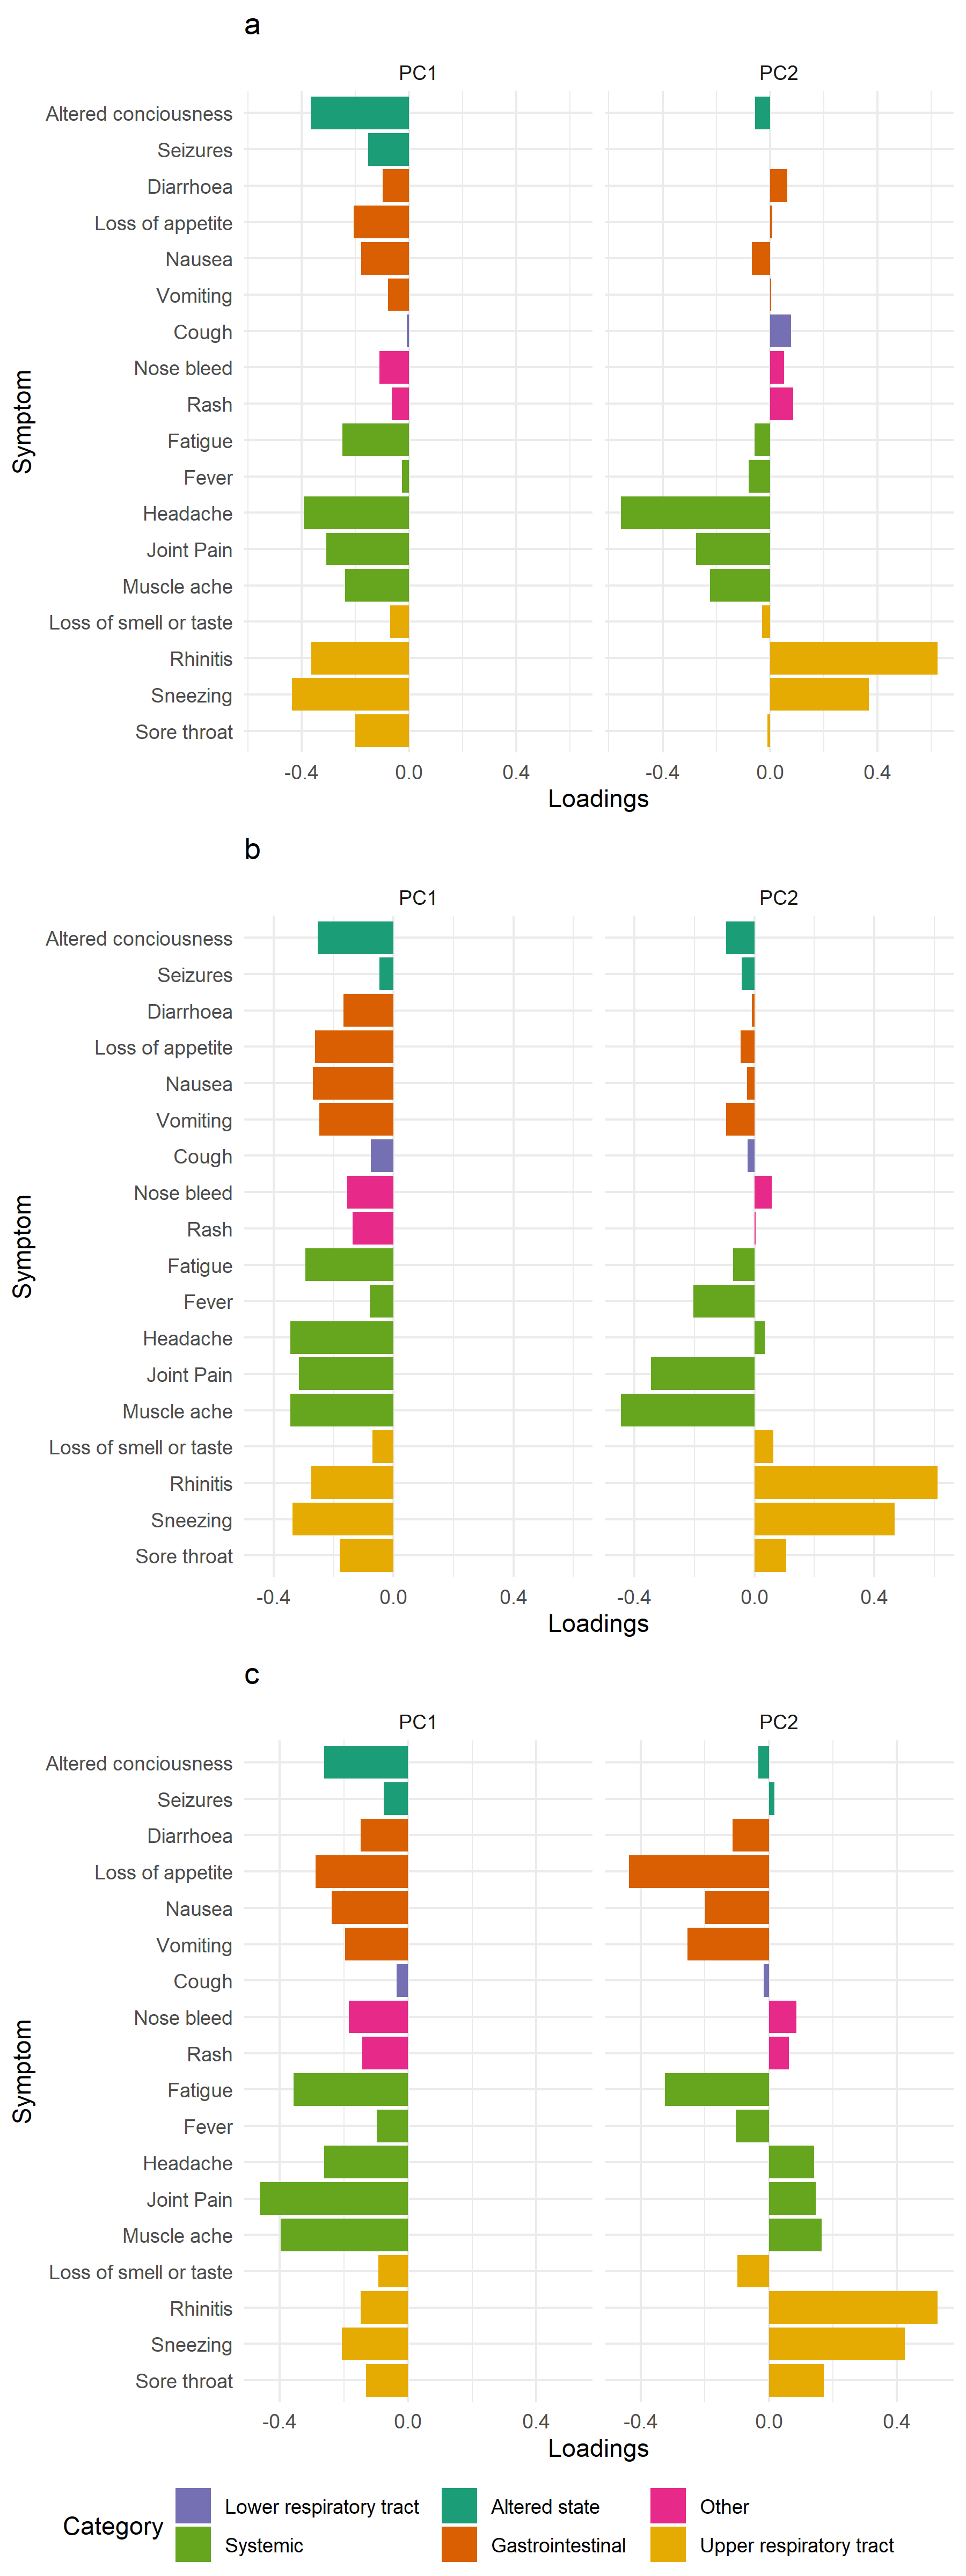 a
PC1 PC2
Altered conciousness
Seizures
Diarrhoea
Loss of appetite
Nausea
Vomiting
Cough
Nose bleed
Rash
Fatigue
Fever
Headache
Joint Pain
Muscle ache
Loss of smell or taste
Rhinitis
Sneezing
Sore throat
Symptom
-0.4 0.0 0.4 -0.4 0.0 0.4
Loadings
b
PC1 PC2
Altered conciousness
Seizures
Diarrhoea
Loss of appetite
Nausea
Vomiting
Cough
Nose bleed
Rash
Fatigue
Fever
Headache
Joint Pain
Muscle ache
Loss of smell or taste
Rhinitis
Sneezing
Sore throat
Symptom
-0.4 0.0 0.4 -0.4 0.0 0.4
Loadings
c
PC1 PC2
Altered conciousness
Seizures
Diarrhoea
Loss of appetite
Nausea
Vomiting
Cough
Nose bleed
Rash
Fatigue
Fever
Headache
Joint Pain
Muscle ache
Loss of smell or taste
Rhinitis
Sneezing
Sore throat
Symptom
-0.4 0.0 0.4 -0.4 0.0 0.4
Loadings
Category
Lower respiratory tract Altered state Other
Systemic Gastrointestinal Upper respiratory tract